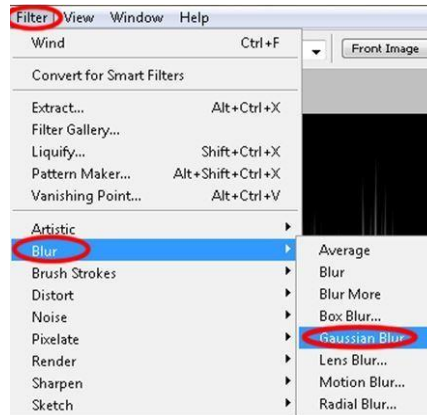 Filter View Window Help
Wind Ctrl+F
Front Image
Convert for Smart Filters
Extract... Alt+Ctrl+X
Filter Gallery...
Liquify... Shift+Ctrl+X
Pattern Maker... Alt+Shift+Ctrl+X
Vanishing Point... Alt+Ctrl+V
Artistic
Blur
Brush Strokes
Distort
Noise
Pixelate
Render
Sharpen
Sketch
Average
Blur
Blur More
Box Blur...
Gaussian Blur...
Lens Blur...
Motion Blur...
Radial Blur...